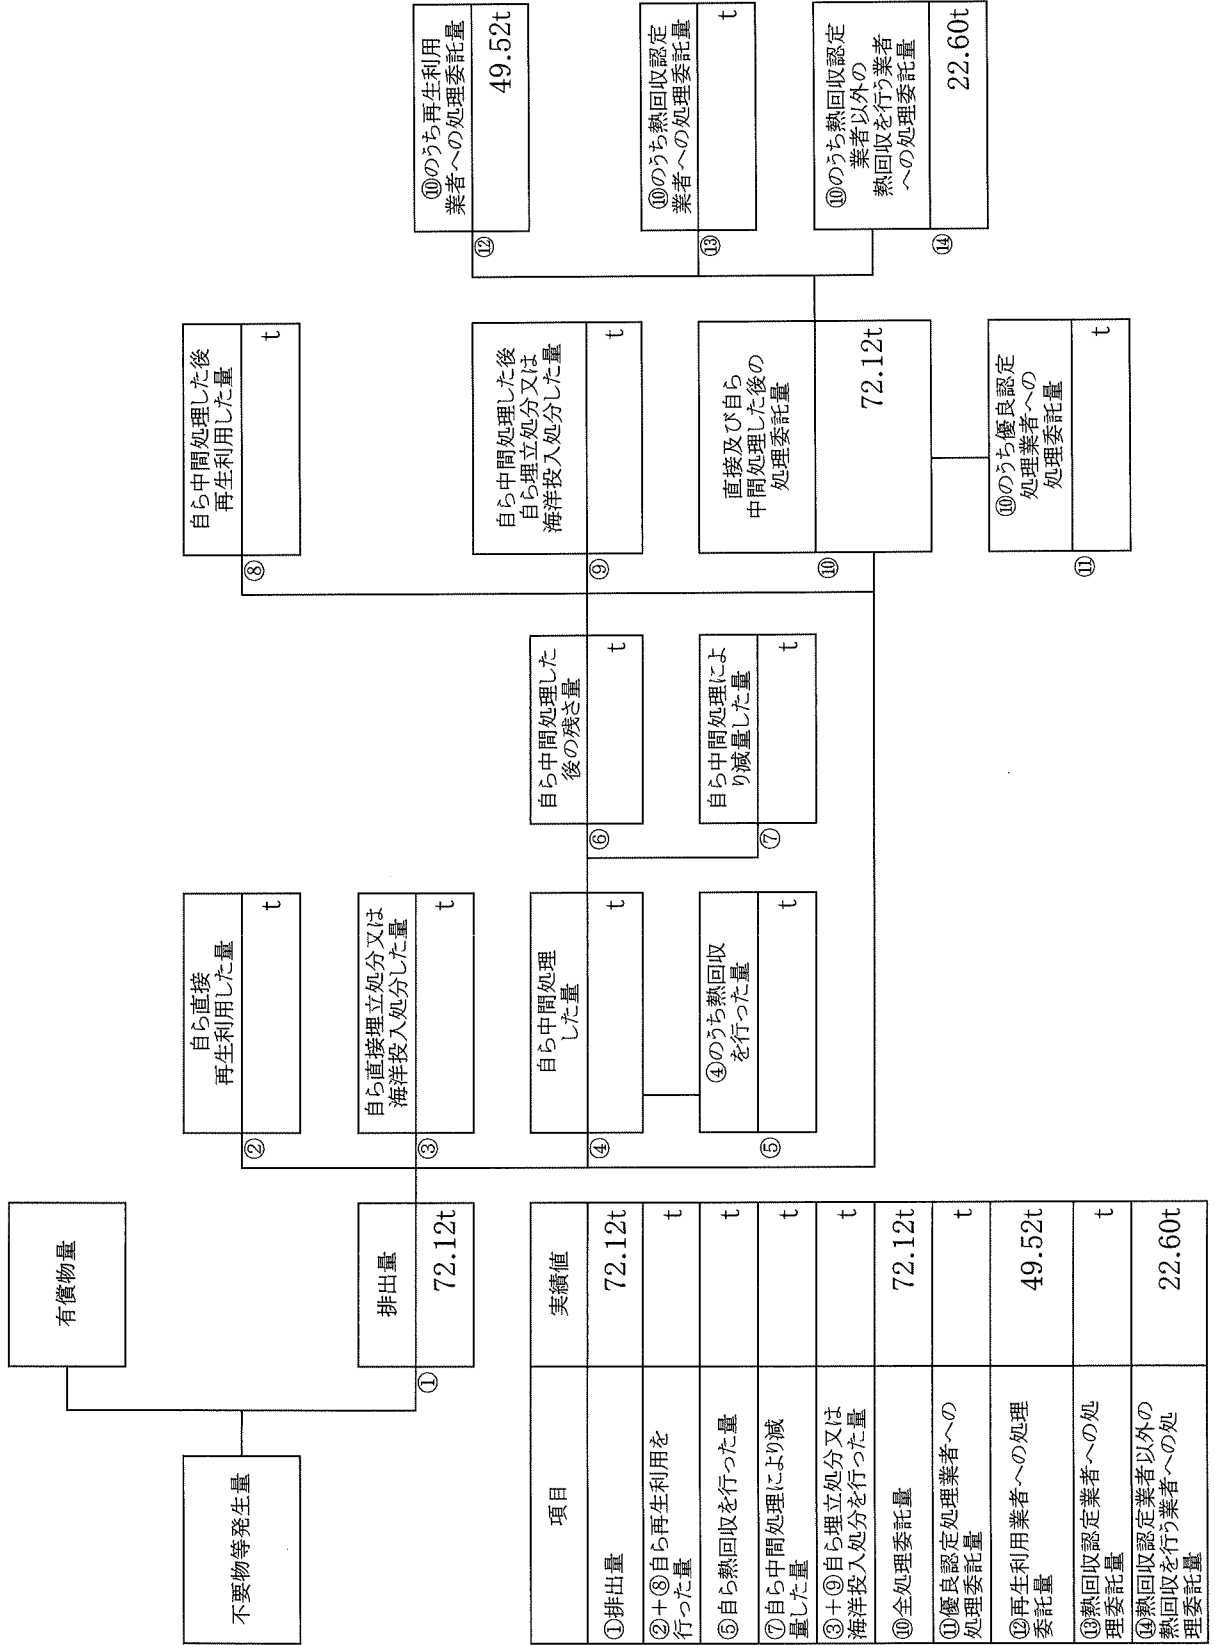 有償物量
不要物等発生量
排出量
①
72.12t
自ら直接
再生利用した量
②
t
自ら直接埋立処分又は
海洋投入処分した量
③
t
自ら中間処理
した量
④
t
④のうち熱回収
を行った量
⑤
t
自ら中間処理した
後の残さ量
⑥
t
自ら中間処理によ
り減量した量
⑦
t
自ら中間処理した後
再生利用した量
⑧
t
自ら中間処理した後
自ら埋立処分又は
海洋投入処分した量
⑨
t
直接及び自ら
中間処理した後の
処理委託量
⑩
72.12t
⑩のうち優良認定
処理業者への
処理委託量
⑪
t
⑩のうち再生利用
業者への処理委託量
⑫
49.52t
⑩のうち熱回収認定
業者への処理委託量
⑬
t
⑩のうち熱回収認定
業者以外の
熱回収を行う業者
への処理委託量
⑭
22.60t
項目 実績値
①排出量 72.12t
②+⑧自ら再生利用を
行った量 t
⑤自ら熱回収を行った量 t
⑦自ら中間処理により減
量した量 t
③+⑨自ら埋立処分又は
海洋投入処分を行った量 t
⑩全処理委託量 72.12t
⑪優良認定処理業者への
処理委託量 t
⑫再生利用業者への処理
委託量 49.52t
⑬熱回収認定業者への処
理委託量 t
⑭熱回収認定業者以外の
熱回収を行う業者への処
理委託量 22.60t